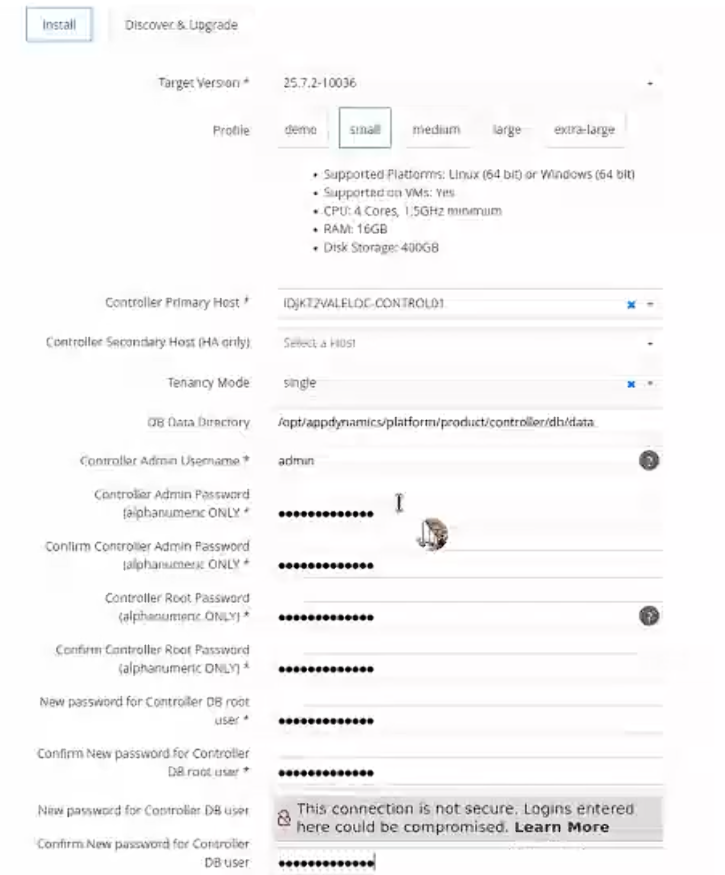 Install Discover & Upgrade
Target Version * 25.7.2-10036
Profile demo small medium large extra-large
• Supported Platforms: Linux (64 bit) or Windows (64 bit)
• Supported on VMs: Yes
• CPU: 4 Cores, 1.5GHz minimum
• RAM: 16GB
• Disk Storage: 400GB
Controller Primary Host *
Controller Secondary Host (HA only) Select a Host
Tenancy Mode single
DB Data Directory /opt/appdynamics/platform/product/controller/db/data
Controller Admin Username * admin
Controller Admin Password
(alphanumeric ONLY *
Confirm Controller Admin Password
(alphanumeric ONLY *
Controller Root Password
(alphanumeric ONLY) *
Confirm Controller Root Password
(alphanumeric ONLY) *
New password for Controller DB root
user *
Confirm New password for Controller
DB root user *
New password for Controller DB user
This connection is not secure. Logins entered
here could be compromised. Learn More
Confirm New password for Controller
DB user